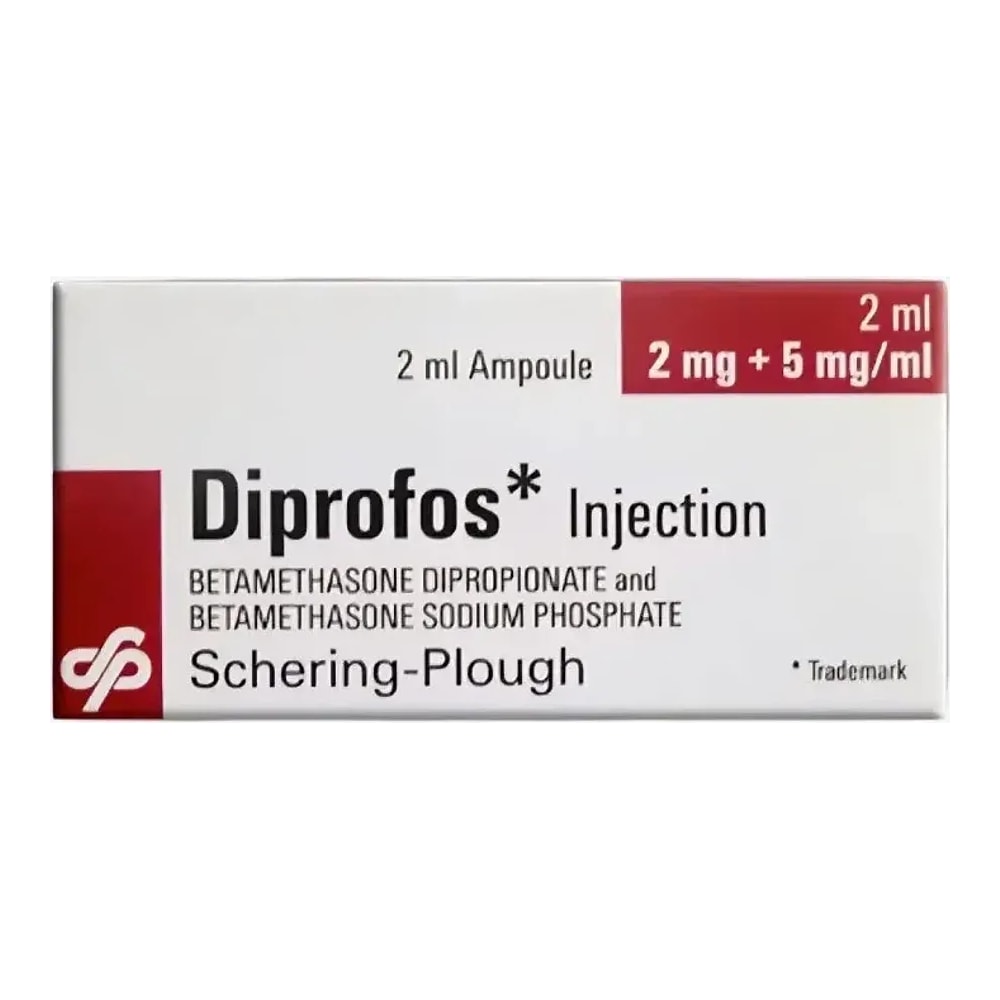 2 ml
2 ml Ampoule 2 mg + 5 mg/ml
Diprofos* Injection
BETAMETHASONE DIPROPIONATE and
BETAMETHASONE SODIUM PHOSPHATE
Schering-Plough
* Trademark